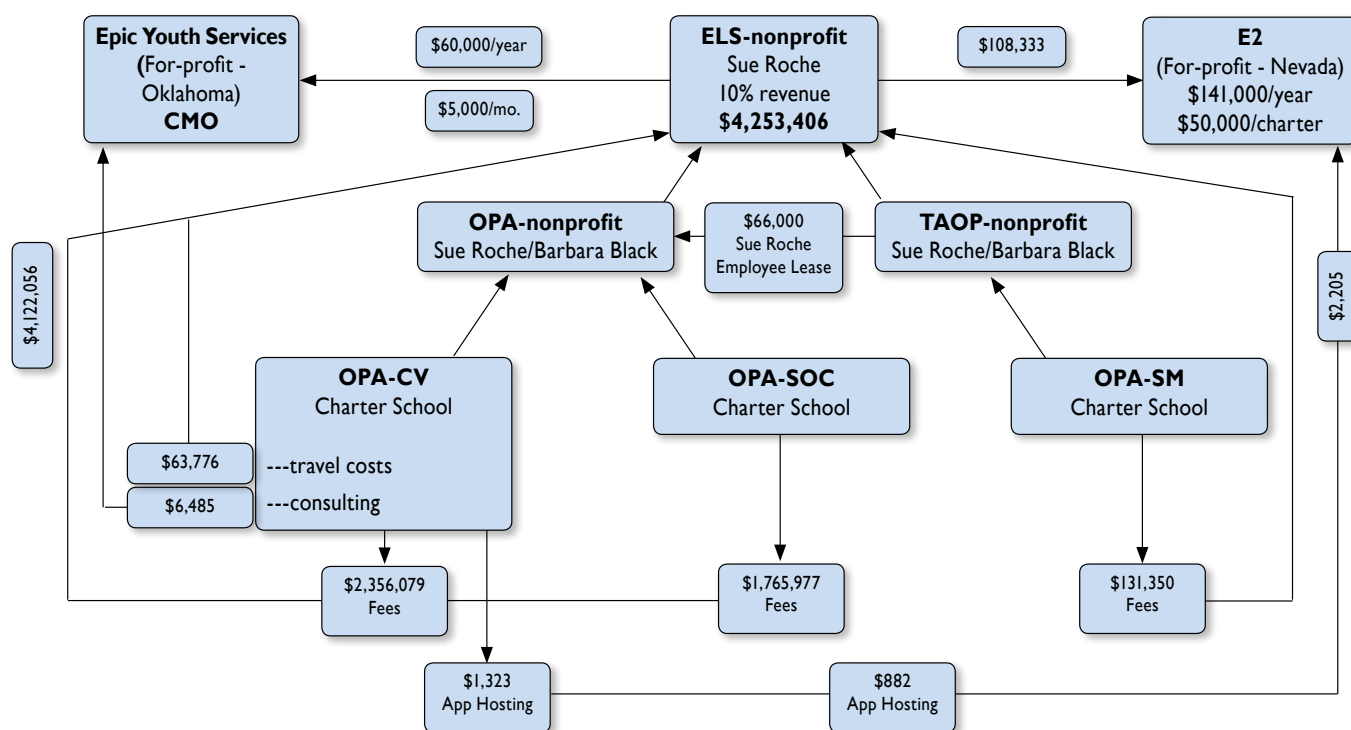 Epic Youth Services
(For-profit -
Oklahoma)
CMO
$60,000/year
$5,000/mo.
ELS-nonprofit
Sue Roche
10% revenue
$4,253,406
$108,333
E2
(For-profit - Nevada)
$141,000/year
$50,000/charter
OPA-nonprofit
Sue Roche/Barbara Black
$66,000
Sue Roche
Employee Lease
TAOP-nonprofit
Sue Roche/Barbara Black
$4,122,056
$2,205
OPA-CV
Charter School
OPA-SOC
Charter School
OPA-SM
Charter School
$63,776
---travel costs
$6,485
---consulting
$2,356,079
Fees
$1,765,977
Fees
$131,350
Fees
$1,323
App Hosting
$882
App Hosting